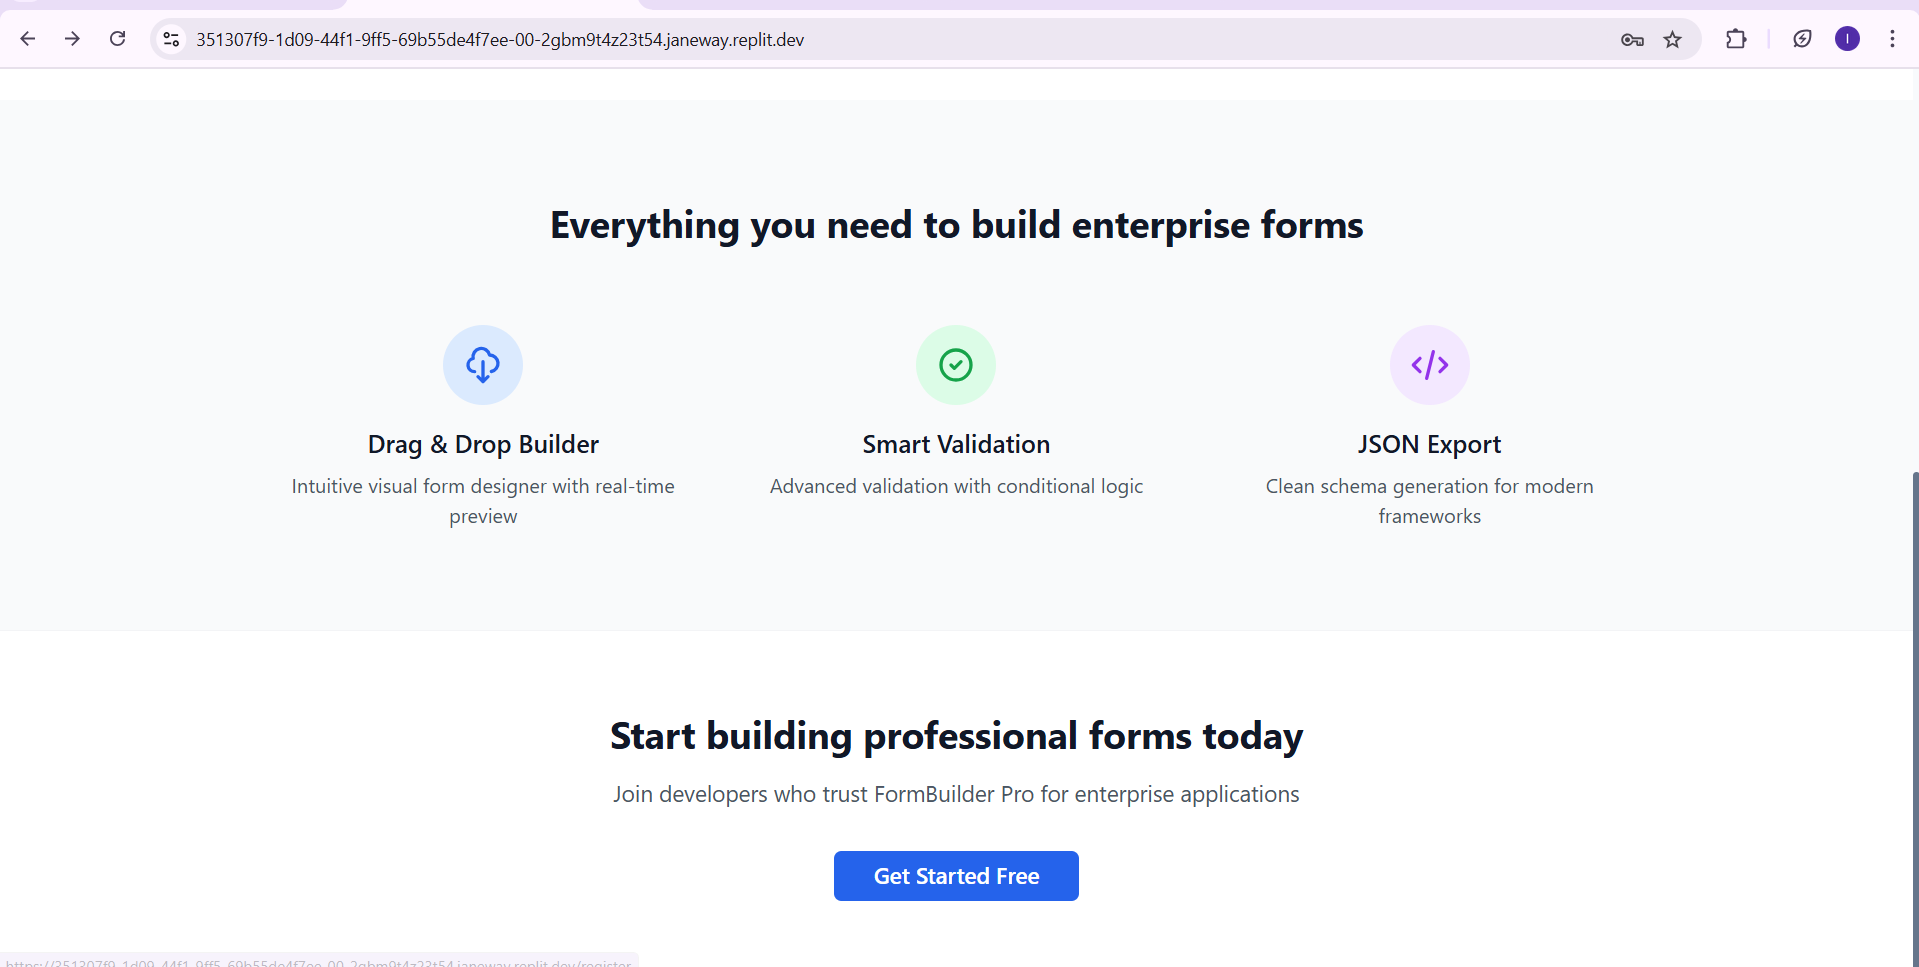 351307f9-1d09-44f1-9ff5-69b55de4f7ee-00-2gbm9t4z23t54.janeway.replit.dev
I
Everything you need to build enterprise forms
Drag & Drop Builder
Intuitive visual form designer with real-time
preview
Smart Validation
Advanced validation with conditional logic
JSON Export
Clean schema generation for modern
frameworks
Start building professional forms today
Join developers who trust FormBuilder Pro for enterprise applications
Get Started Free
https://351307f9-1d09-44f1-9ff5-69b55de4f7ee-00-2gbm9t4z23t54.janeway.replit.dev/register